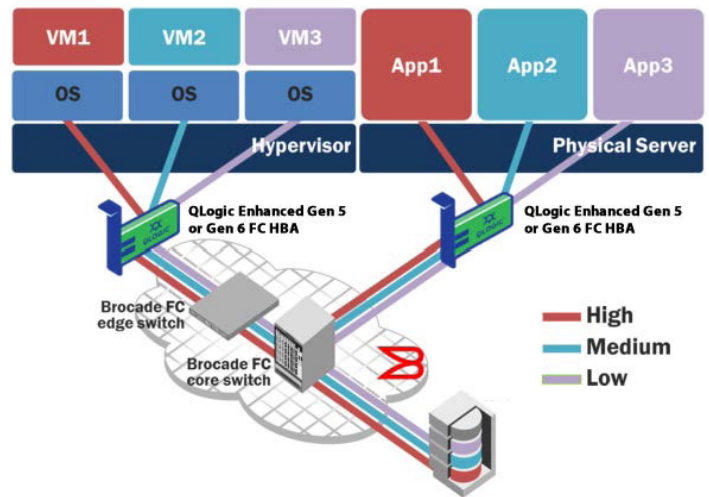 VM1
VM2
VM3
OS
OS
OS
Hypervisor
App1
App2
App3
Physical Server
QLogic Enhanced Gen 5
or Gen 6 FC HBA
QLOGIC
QLogic Enhanced Gen 5
or Gen 6 FC HBA
QLOGIC
Brocade FC
edge switch
Brocade FC
core switch
High
Medium
Low